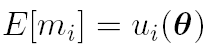 E[m_i] = u_i(𝜽)